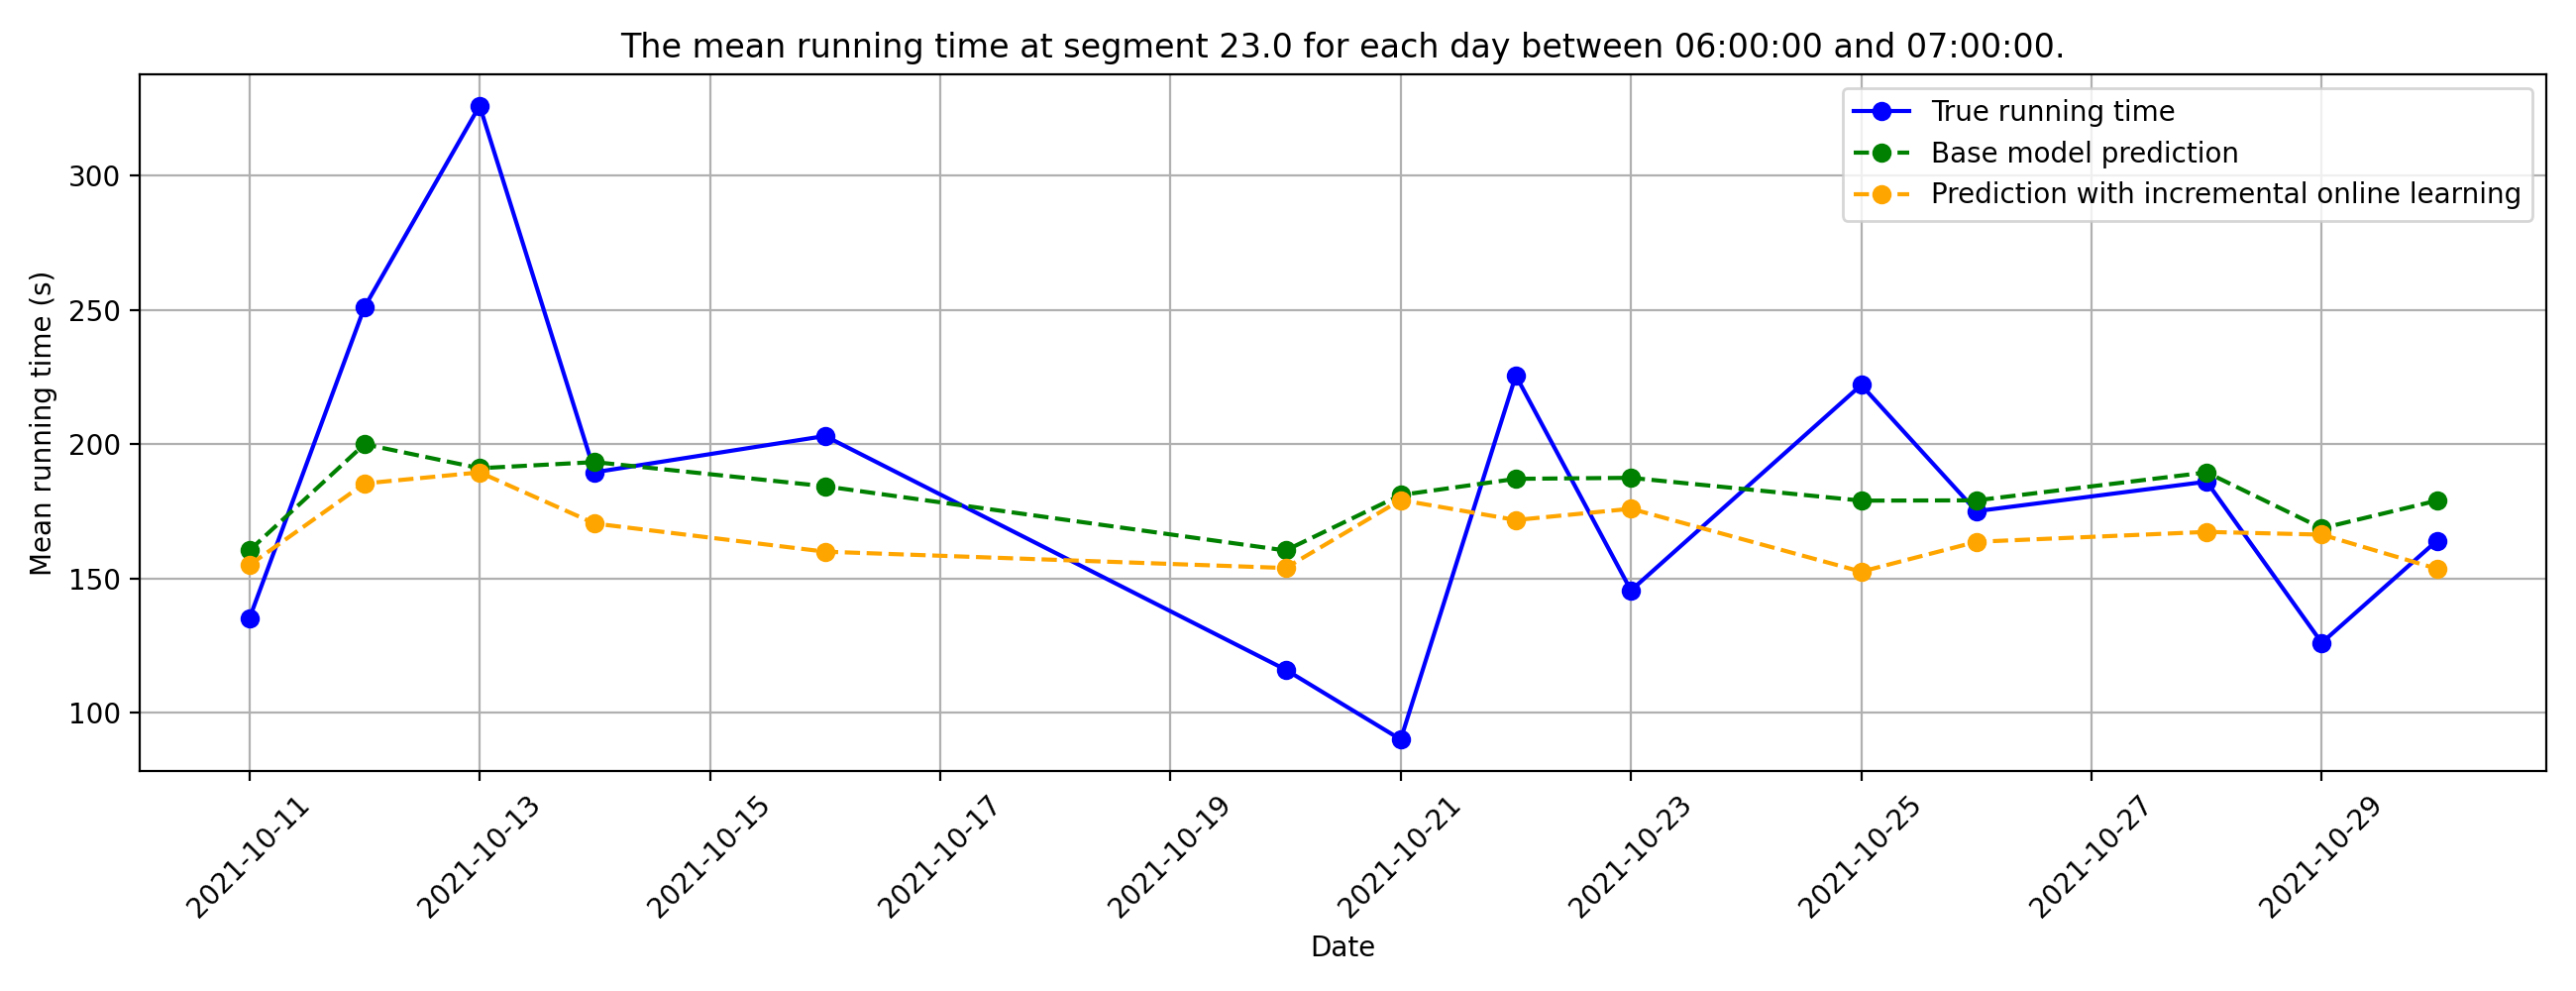 The mean running time at segment 23.0 for each day between 06:00:00 and 07:00:00.
True running time
Base model prediction
Prediction with incremental online learning
Mean running time (s)
300
250
200
150
100
2021-10-11
2021-10-13
2021-10-15
2021-10-17
2021-10-19
2021-10-21
2021-10-23
2021-10-25
2021-10-27
2021-10-29
Date